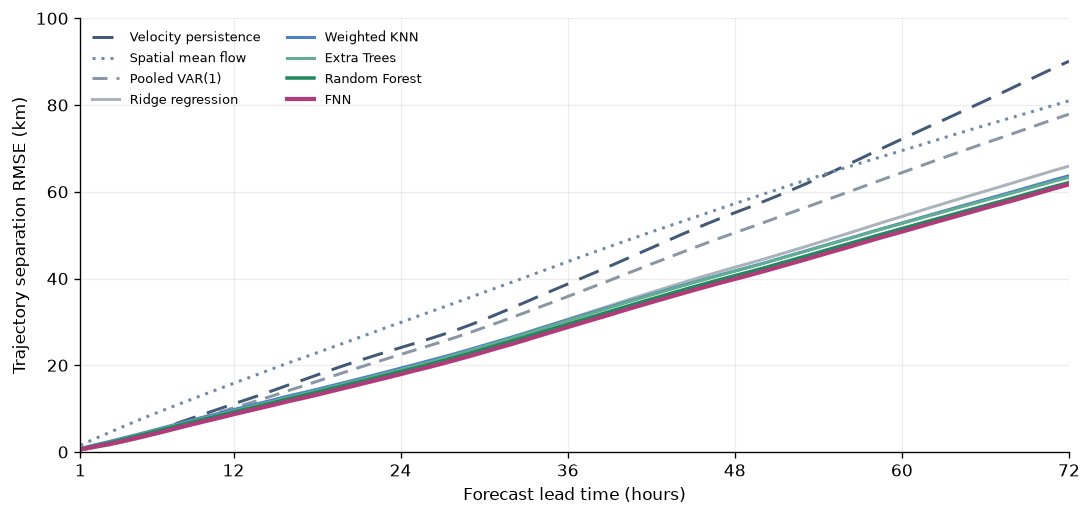 Velocity persistence
Spatial mean flow
Pooled VAR(1)
Ridge regression
Weighted KNN
Extra Trees
Random Forest
FNN
Trajectory separation RMSE (km)
100
80
60
40
20
0
1 12 24 36 48 60 72
Forecast lead time (hours)